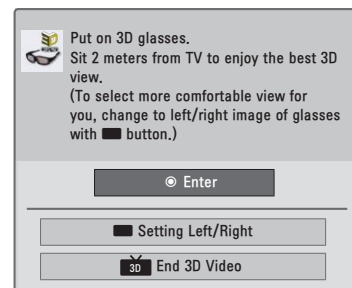 Put on 3D glasses.
Sit 2 meters from TV to enjoy the best 3D
view.
(To select more comfortable view for
you, change to left/right image of glasses
with button.)
Enter
Setting Left/Right
3D End 3D Video